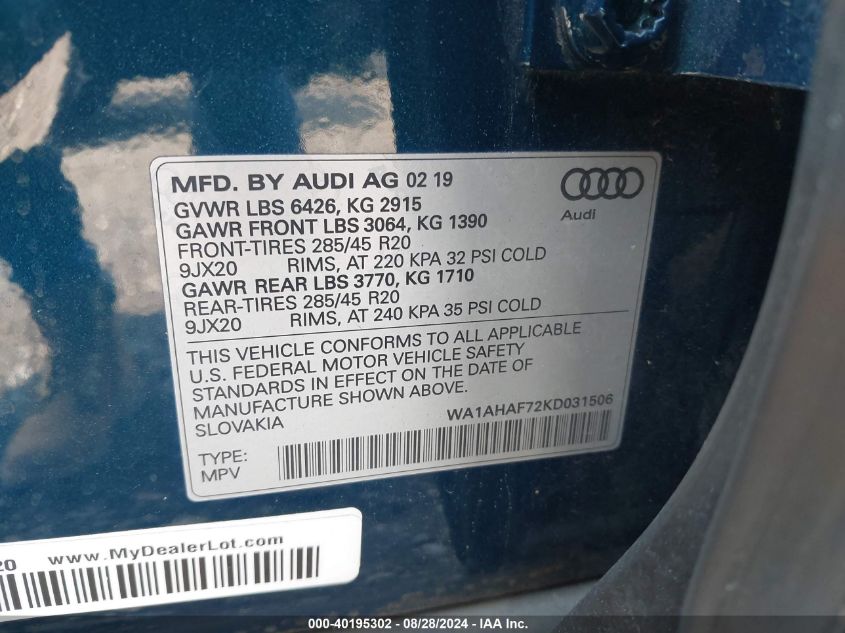 MFD. BY AUDI AG 02 19
GVWR LBS 6426, KG 2915
GAWR FRONT LBS 3064, KG 1390
FRONT-TIRES 285/45 R20
9JX20 RIMS, AT 220 KPA 32 PSI COLD
GAWR REAR LBS 3770, KG 1710
REAR-TIRES 285/45 R20
9JX20 RIMS, AT 240 KPA 35 PSI COLD
Audi
THIS VEHICLE CONFORMS TO ALL APPLICABLE
U.S. FEDERAL MOTOR VEHICLE SAFETY
STANDARDS IN EFFECT ON THE DATE OF
MANUFACTURE SHOWN ABOVE.
SLOVAKIA WA1AHAF72KD031506
TYPE:
MPV
20 www.MyDealerLot.com
000-40195302 - 08/28/2024 - IAA Inc.